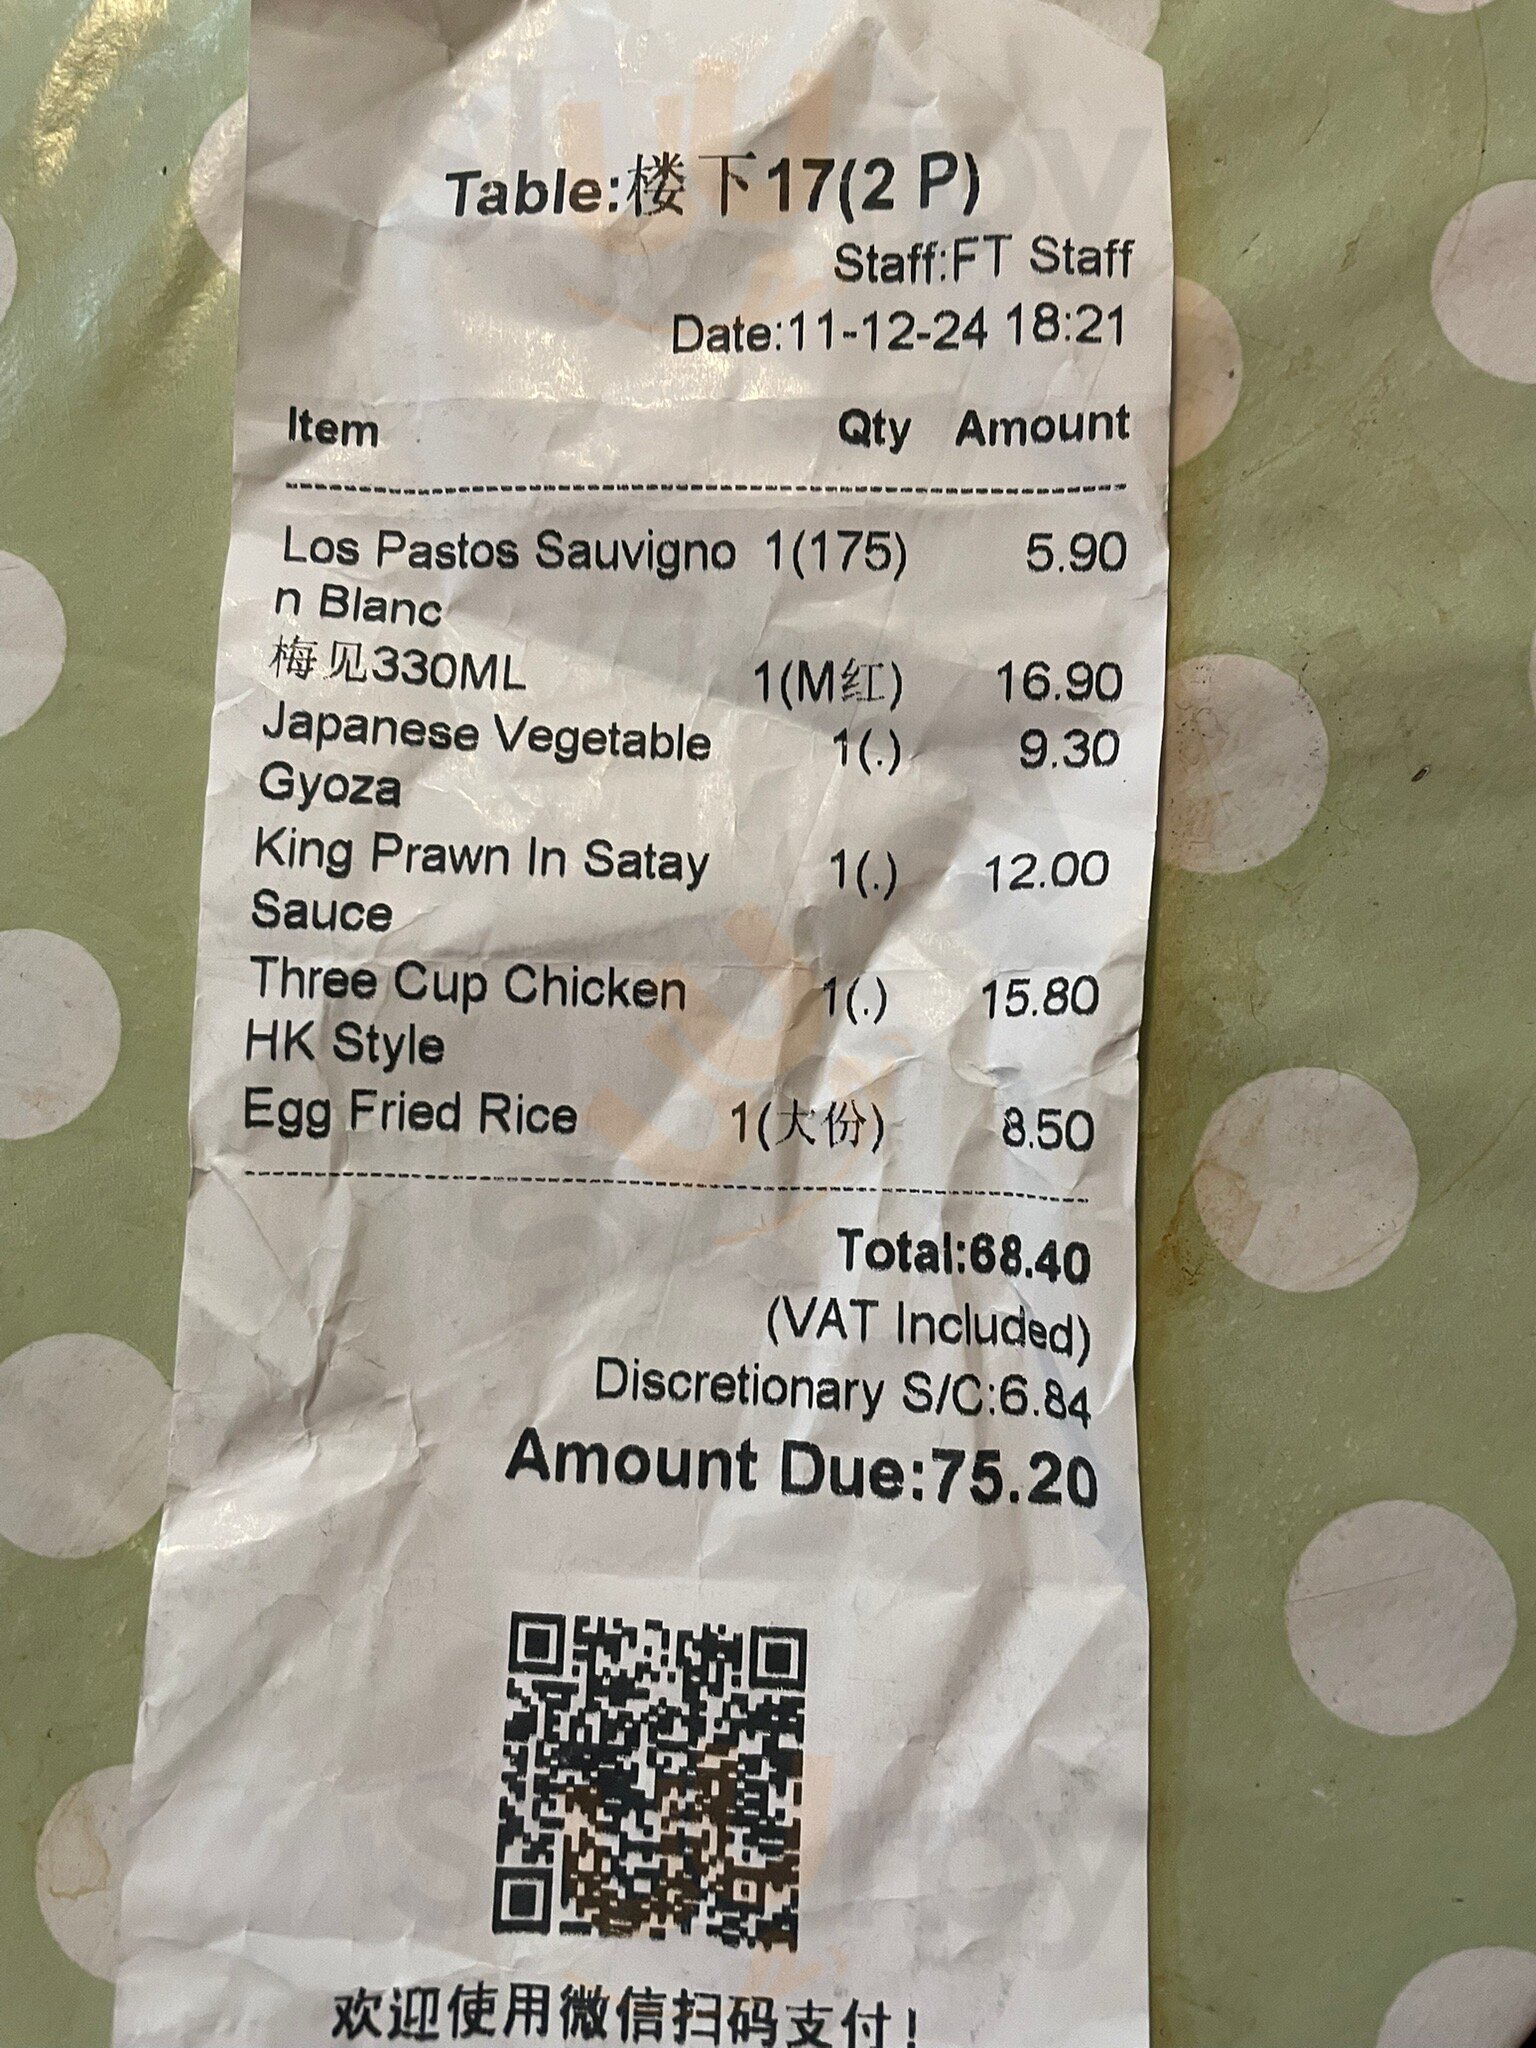 Table:楼下17(2 P)
Staff:FT Staff
Date:11-12-24 18:21
Item Qty Amount
Los Pastos Sauvigno 1(175) 5.90
n Blanc
梅见330ML 1(M红) 16.90
Japanese Vegetable 1(.) 9.30
Gyoza
King Prawn In Satay 1(.) 12.00
Sauce
Three Cup Chicken 1(.) 15.80
HK Style
Egg Fried Rice 1(大份) 8.50
Total:68.40
(VAT Included)
Discretionary S/C:6.84
Amount Due:75.20
欢迎使用微信扫码支付!